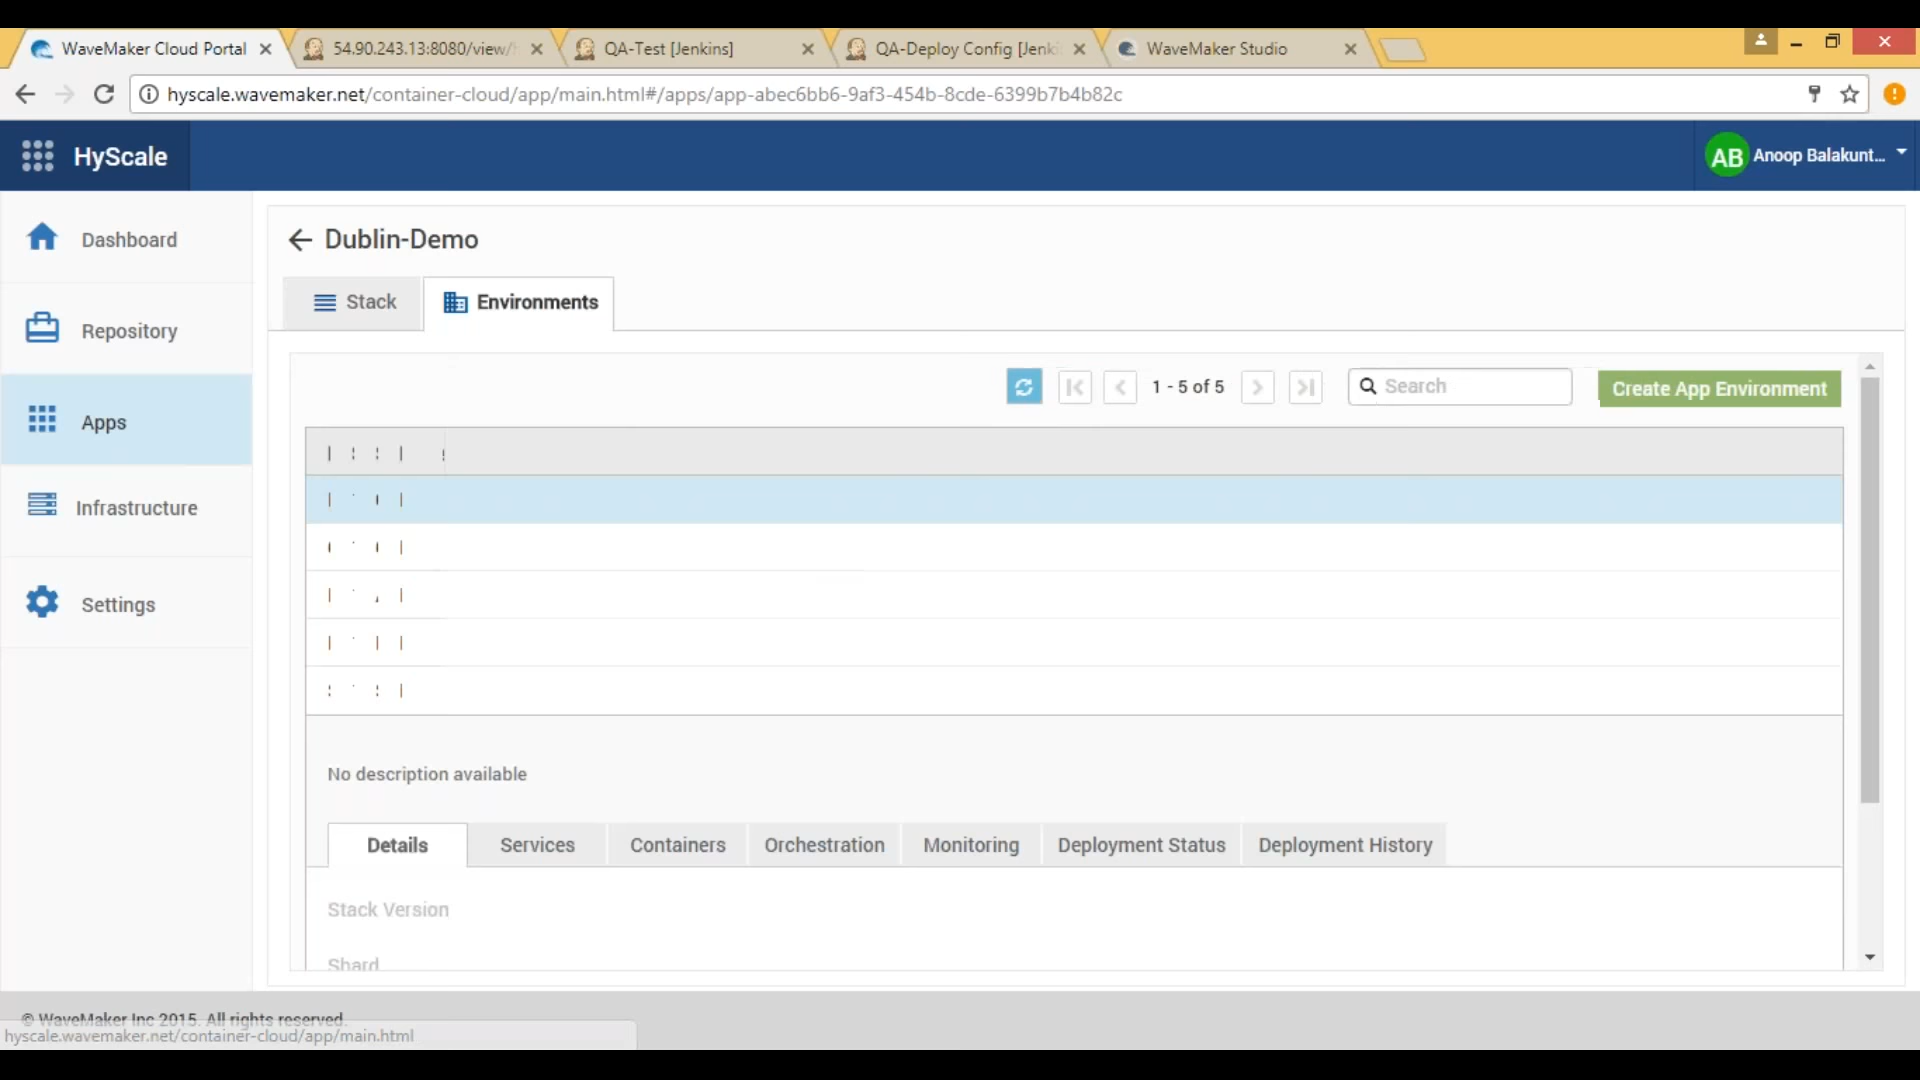 WaveMaker Cloud Portal
54.90.243.13:8080/view/
QA-Test [Jenkins]
QA-Deploy Config [Jenki
WaveMaker Studio
hyscale.wavemaker.net/container-cloud/app/main.html#/apps/app-abec6bb6-9af3-454b-8cde-6399b7b4b82c
HyScale
AB
Anoop Balakunt...
Dashboard
Repository
Apps
Infrastructure
Settings
Dublin-Demo
Stack
Environments
1 - 5 of 5
Search
Create App Environment
No description available
Details
Services
Containers
Orchestration
Monitoring
Deployment Status
Deployment History
Stack Version
Shard
© WaveMaker Inc 2015. All rights reserved.
hyscale.wavemaker.net/container-cloud/app/main.html